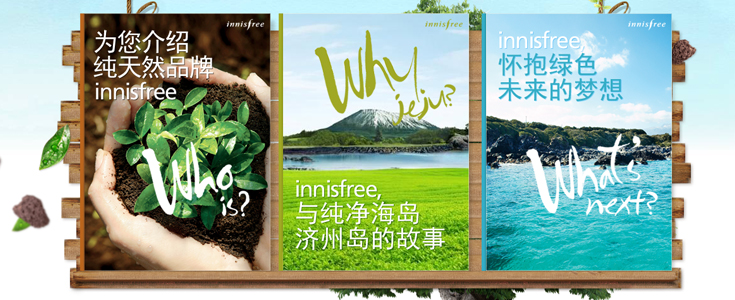 为您介绍
纯天然品牌
innisfree
Who
is?
innisfree
Why
jeju?
innisfree,
与纯净海岛
济州岛的故事
innisfree
innisfree,
怀抱绿色
未来的梦想
What's
next?